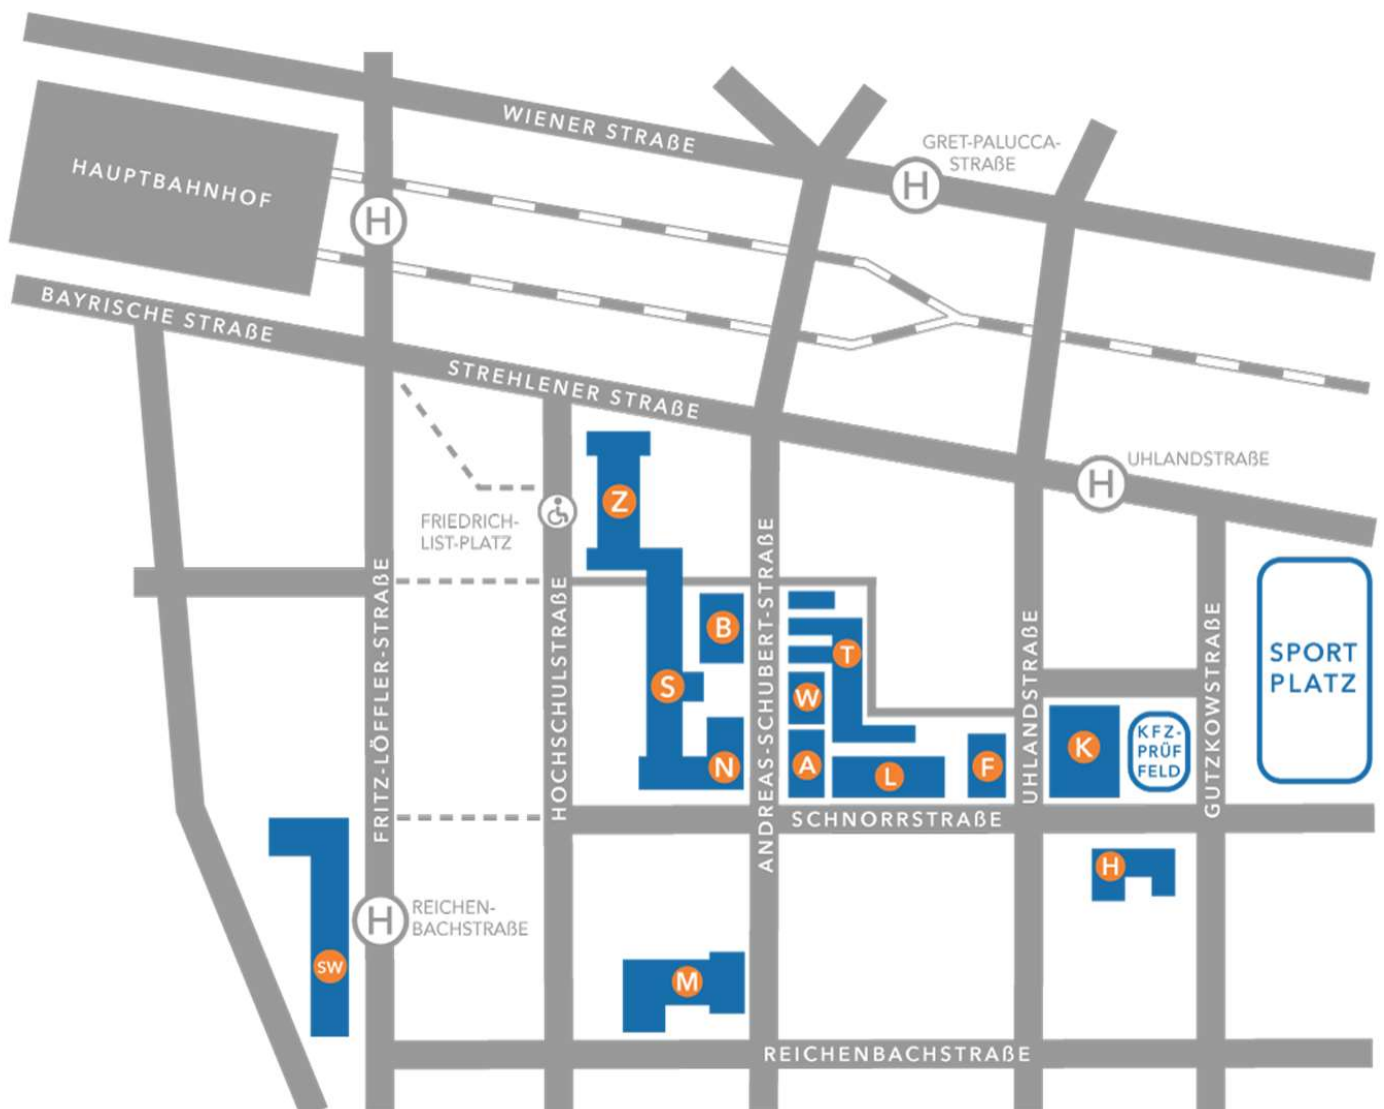 WIENER STRAßE
GRET-PALUCCA-
STRAßE
H
HAUPTBAHNHOF
H
BAYRISCHE STRAßE
STREHLENER STRAßE
UHLANDSTRAßE
H
Z
FRIEDRICH-
LIST-PLATZ
FRITZ-LÖFFLER-STRAßE
HOCHSCHULSTRAßE
ANDREAS-SCHUBERT-STRAßE
UHLANDSTRAßE
GUTZKOWSTRAßE
B
T
S
W
N
A
L
F
K
KFZ-
PRÜF
FELD
SPORT
PLATZ
SCHNORRSTRAßE
H
H
REICHEN-
BACHSTRAßE
SW
M
REICHENBACHSTRAßE